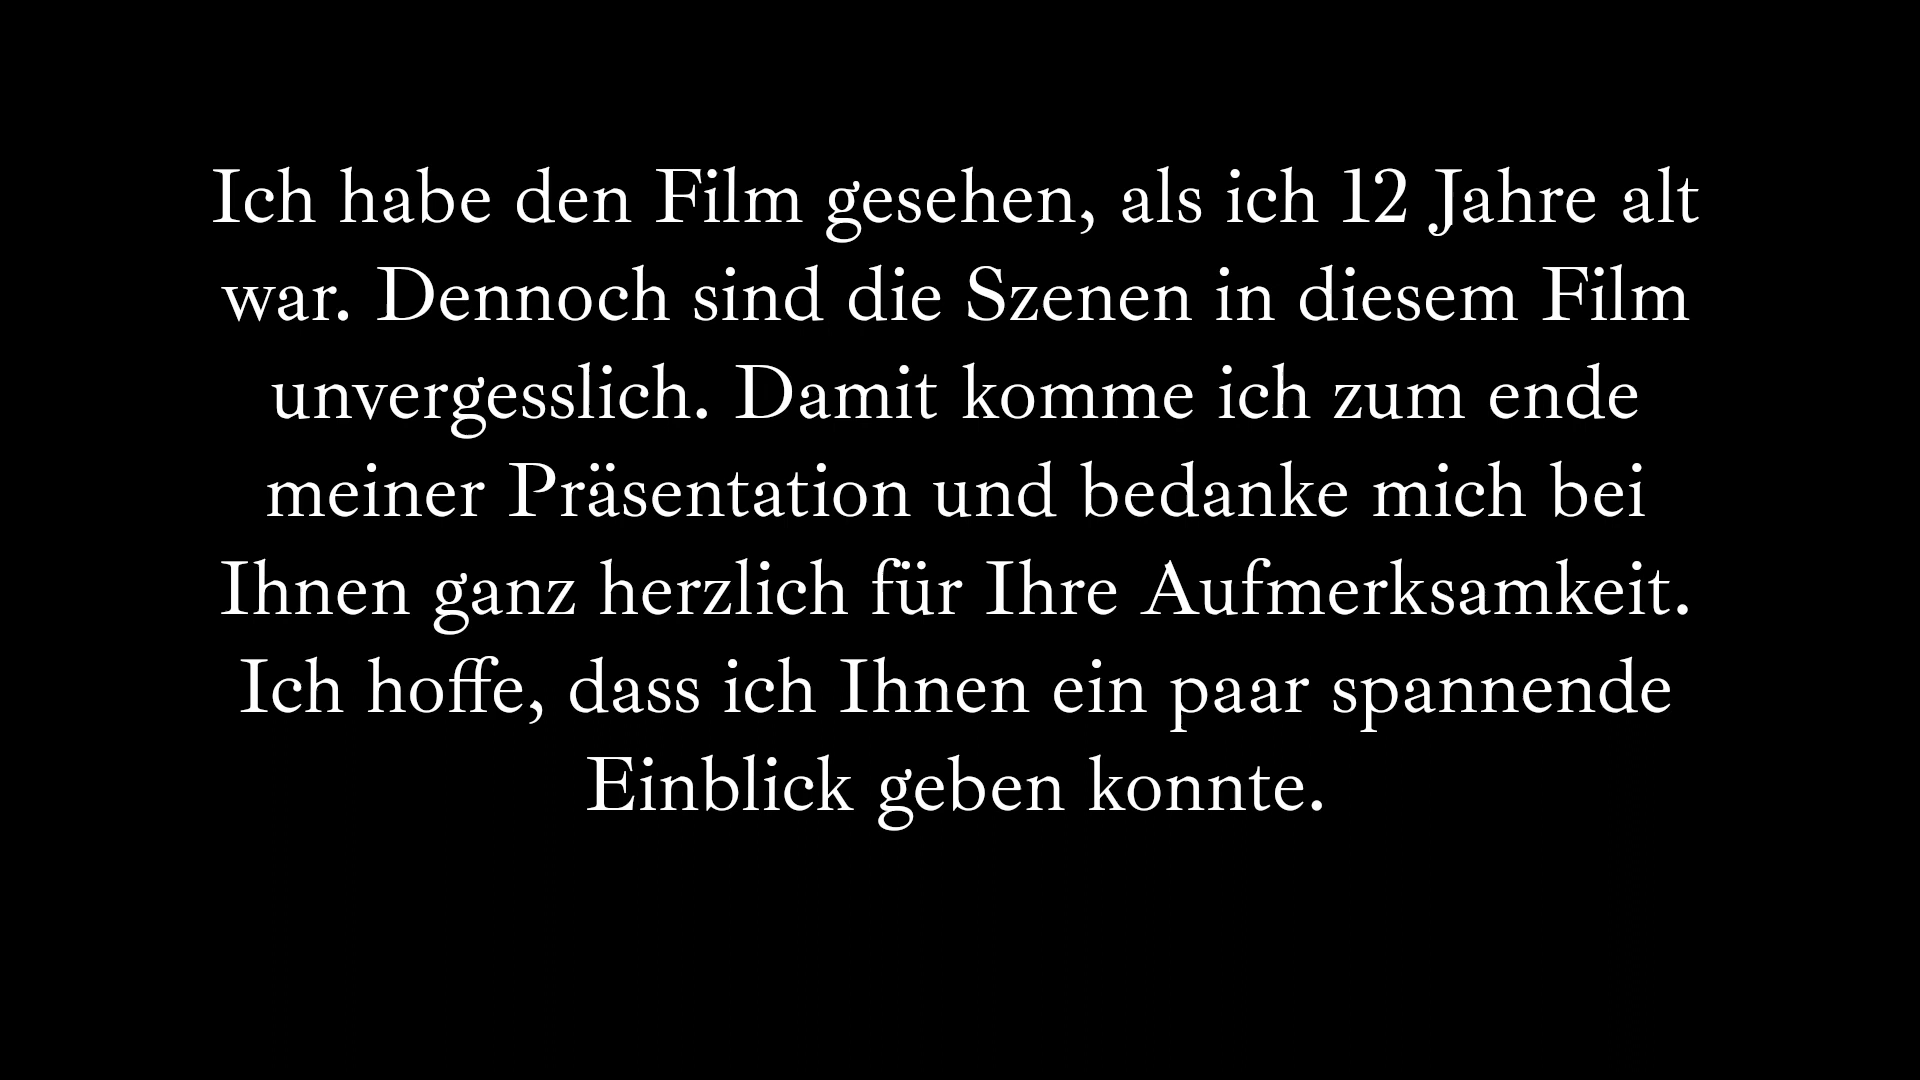 Ich habe den Film gesehen, als ich 12 Jahre alt
war. Dennoch sind die Szenen in diesem Film
unvergesslich. Damit komme ich zum ende
meiner Präsentation und bedanke mich bei
Ihnen ganz herzlich für Ihre Aufmerksamkeit.
Ich hoffe, dass ich Ihnen ein paar spannende
Einblick geben konnte.